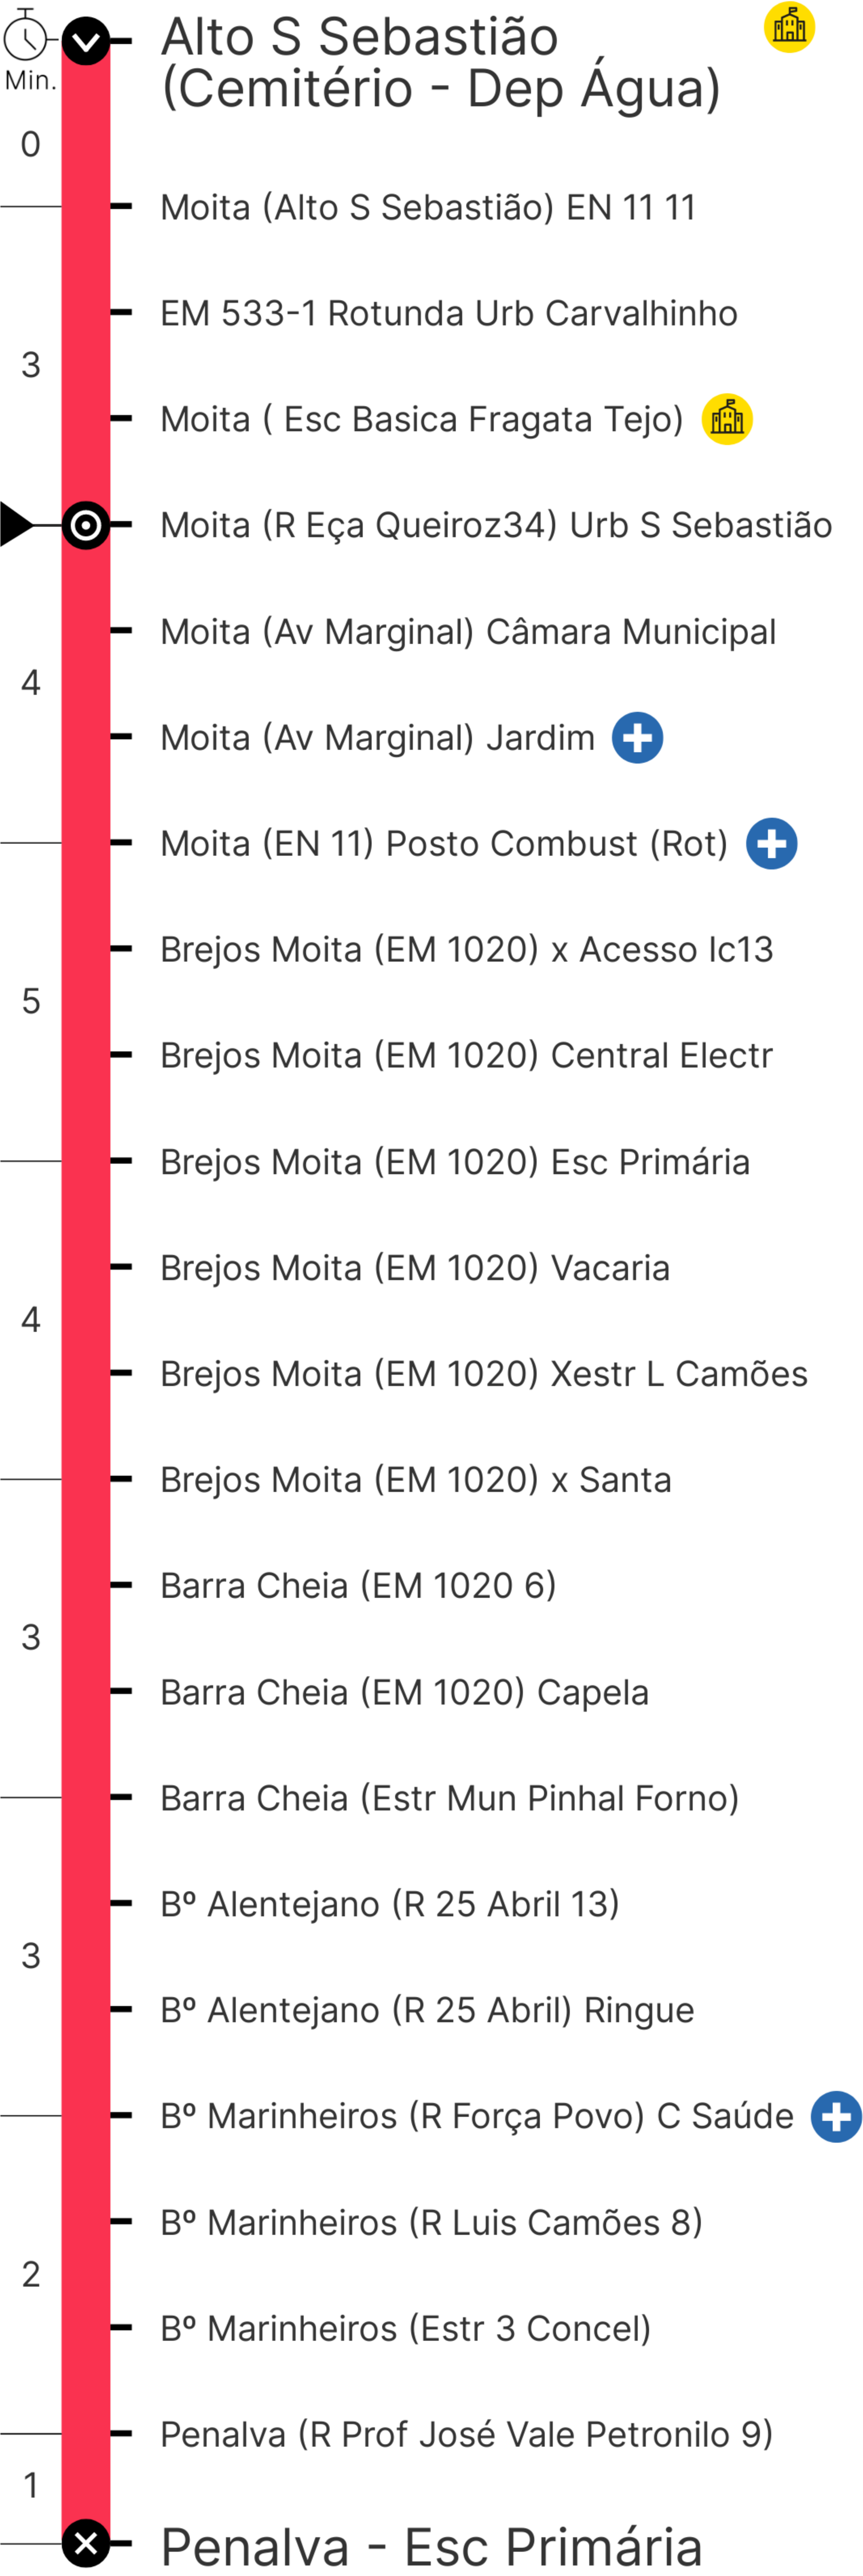 Alto S Sebastião
(Cemitério - Dep Água)
Min.
0
Moita (Alto S Sebastião) EN 11 11
EM 533-1 Rotunda Urb Carvalhinho
3
Moita ( Esc Basica Fragata Tejo)
Moita (R Eça Queiroz34) Urb S Sebastião
Moita (Av Marginal) Câmara Municipal
4
Moita (Av Marginal) Jardim
Moita (EN 11) Posto Combust (Rot)
Brejos Moita (EM 1020) x Acesso Ic13
5
Brejos Moita (EM 1020) Central Electr
Brejos Moita (EM 1020) Esc Primária
Brejos Moita (EM 1020) Vacaria
4
Brejos Moita (EM 1020) Xestr L Camões
Brejos Moita (EM 1020) x Santa
Barra Cheia (EM 1020 6)
3
Barra Cheia (EM 1020) Capela
Barra Cheia (Estr Mun Pinhal Forno)
Bº Alentejano (R 25 Abril 13)
3
Bº Alentejano (R 25 Abril) Ringue
Bº Marinheiros (R Força Povo) C Saúde
Bº Marinheiros (R Luis Camões 8)
2
Bº Marinheiros (Estr 3 Concel)
Penalva (R Prof José Vale Petronilo 9)
1
Penalva - Esc Primária